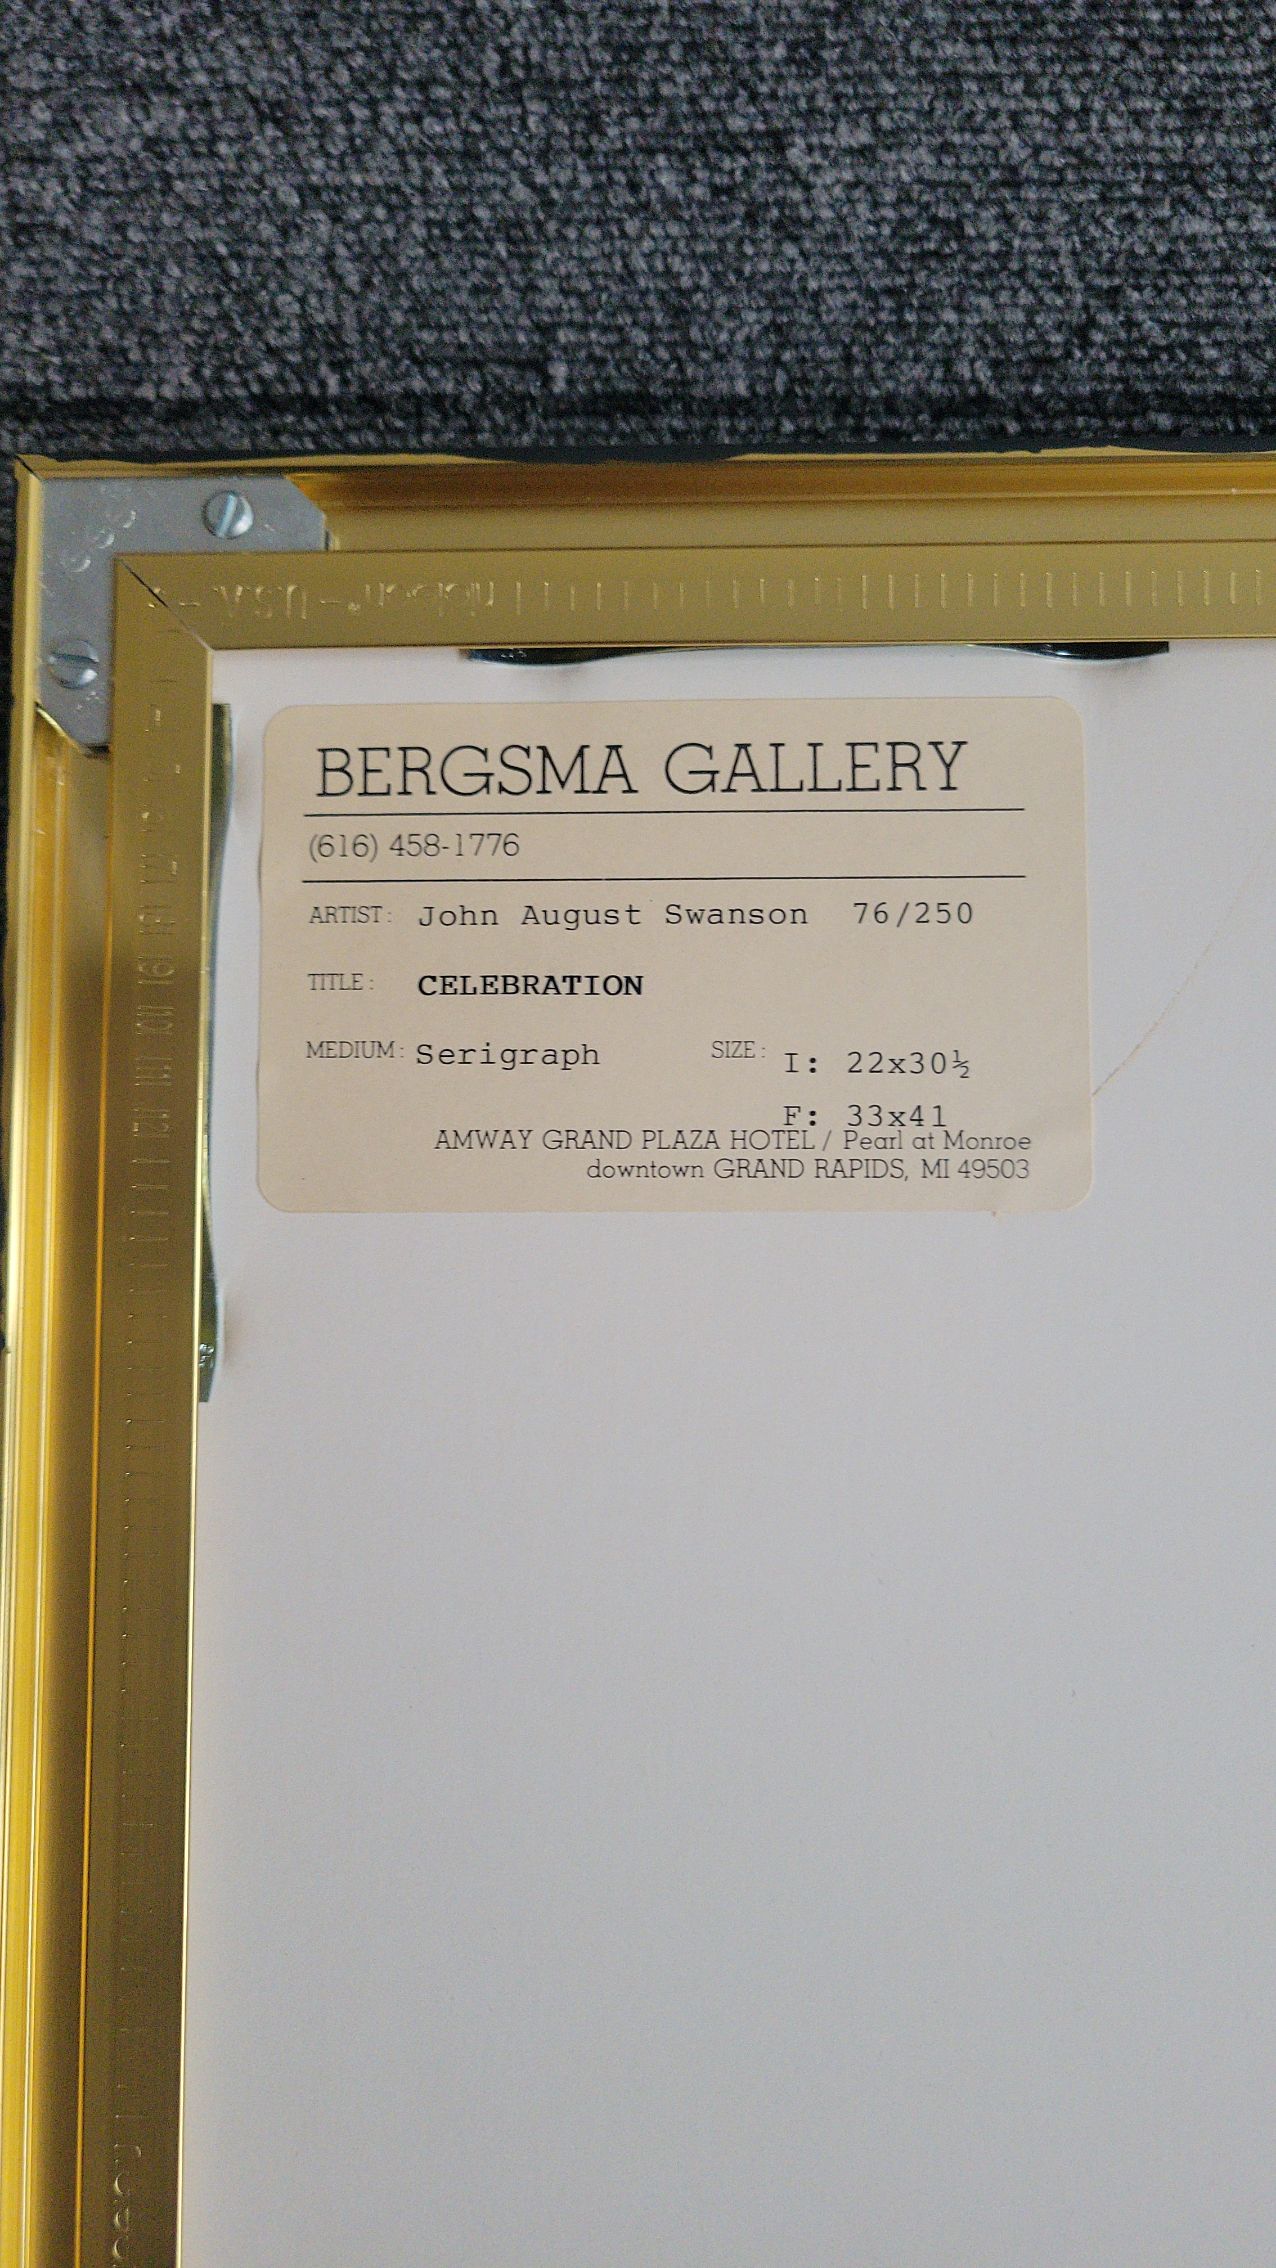 BERGSMA GALLERY
(616) 458-1776
ARTIST: John August Swanson 76/250
TITLE: CELEBRATION
MEDIUM: Serigraph SIZE: I: 22x30½
F: 33x41
AMWAY GRAND PLAZA HOTEL / Pearl at Monroe
downtown GRAND RAPIDS, MI 49503
nielsen® - U.S.A. -